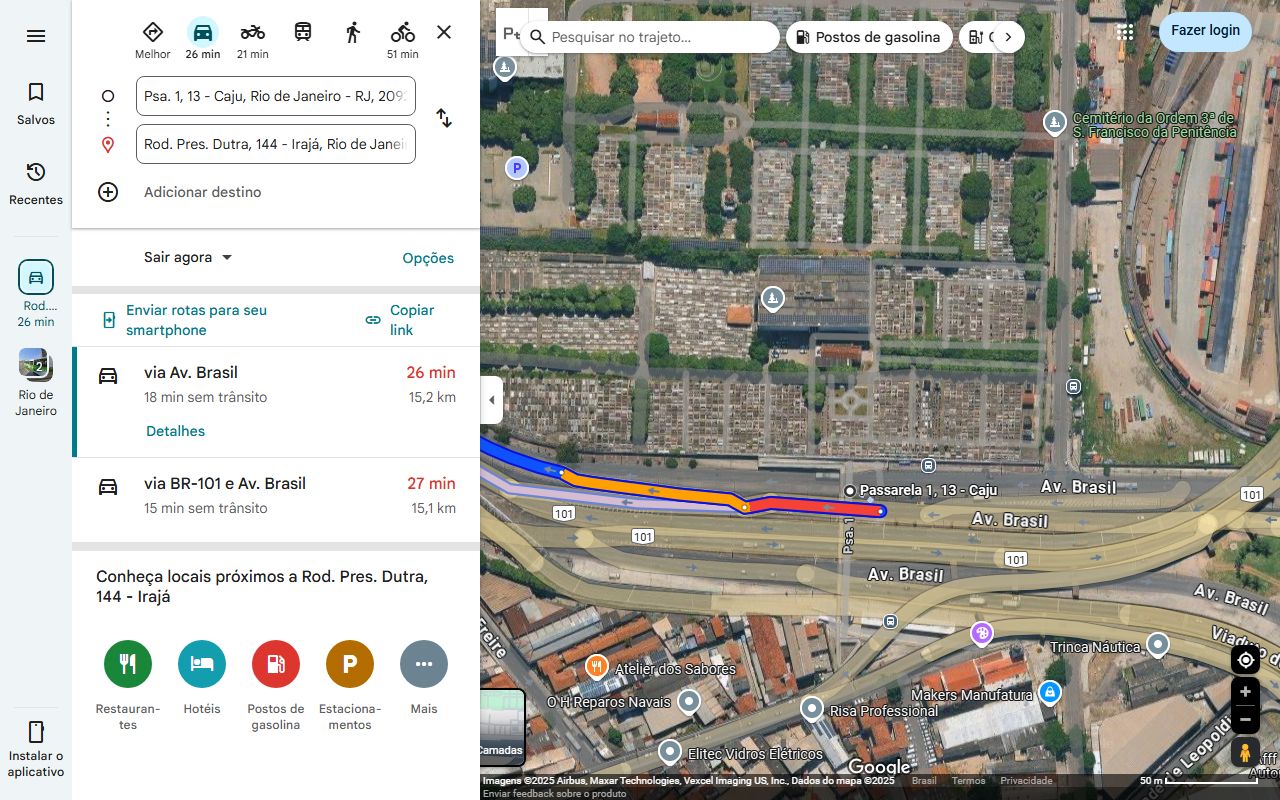 Melhor
26 min
21 min
51 min
Psa. 1, 13 - Caju, Rio de Janeiro - RJ, 209
Rod. Pres. Dutra, 144 - Irajá, Rio de Janei
Adicionar destino
Salvos
Recentes
Rod....
26 min
2
Rio de
Janeiro
Instalar o
aplicativo
Sair agora
Opções
Enviar rotas para seu
smartphone
Copiar
link
via Av. Brasil
26 min
18 min sem trânsito
15,2 km
Detalhes
via BR-101 e Av. Brasil
27 min
15 min sem trânsito
15,1 km
Conheça locais próximos a Rod. Pres. Dutra,
144 - Irajá
P
Restauran-
tes
Hotéis
Postos de
gasolina
Estaciona-
mentos
Mais
Pesquisar no trajeto...
Postos de gasolina
Fazer login
Cemitério da Ordem 3ª de
S. Francisco da Penitência
P
Passarela 1, 13 - Caju
Av. Brasil
101
Av. Brasil
101
101
Psa. 1
101
Av. Brasil
Av. Brasil
Freire
Trinca Náutica
Atelier dos Sabores
O H Reparos Navais
Makers Manufatura
Risa Professional
Elitec Vidros Elétricos
Camadas
Google
Imagens ©2025 Airbus, Maxar Technologies, Vexcel Imaging US, Inc., Dados do mapa ©2025
Brasil
Termos
Privacidade
50 m
Enviar feedback sobre o produto